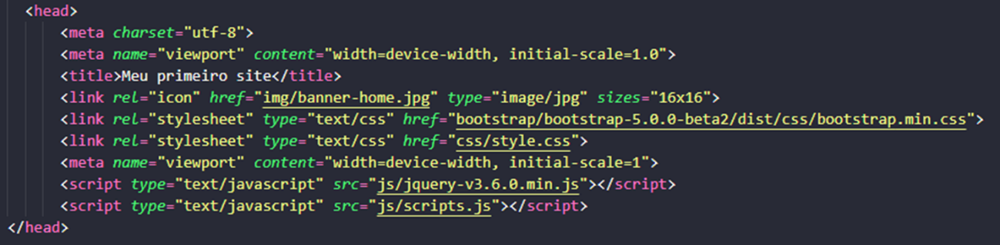 <head>
<meta charset="utf-8">
<meta name="viewport" content="width=device-width, initial-scale=1.0">
<title>Meu primeiro site</title>
<link rel="icon" href="img/banner-home.jpg" type="image/jpg" sizes="16x16">
<link rel="stylesheet" type="text/css" href="bootstrap/bootstrap-5.0.0-beta2/dist/css/bootstrap.min.css">
<link rel="stylesheet" type="text/css" href="css/style.css">
<meta name="viewport" content="width=device-width, initial-scale=1">
<script type="text/javascript" src="js/jquery-v3.6.0.min.js"></script>
<script type="text/javascript" src="js/scripts.js"></script>
</head>